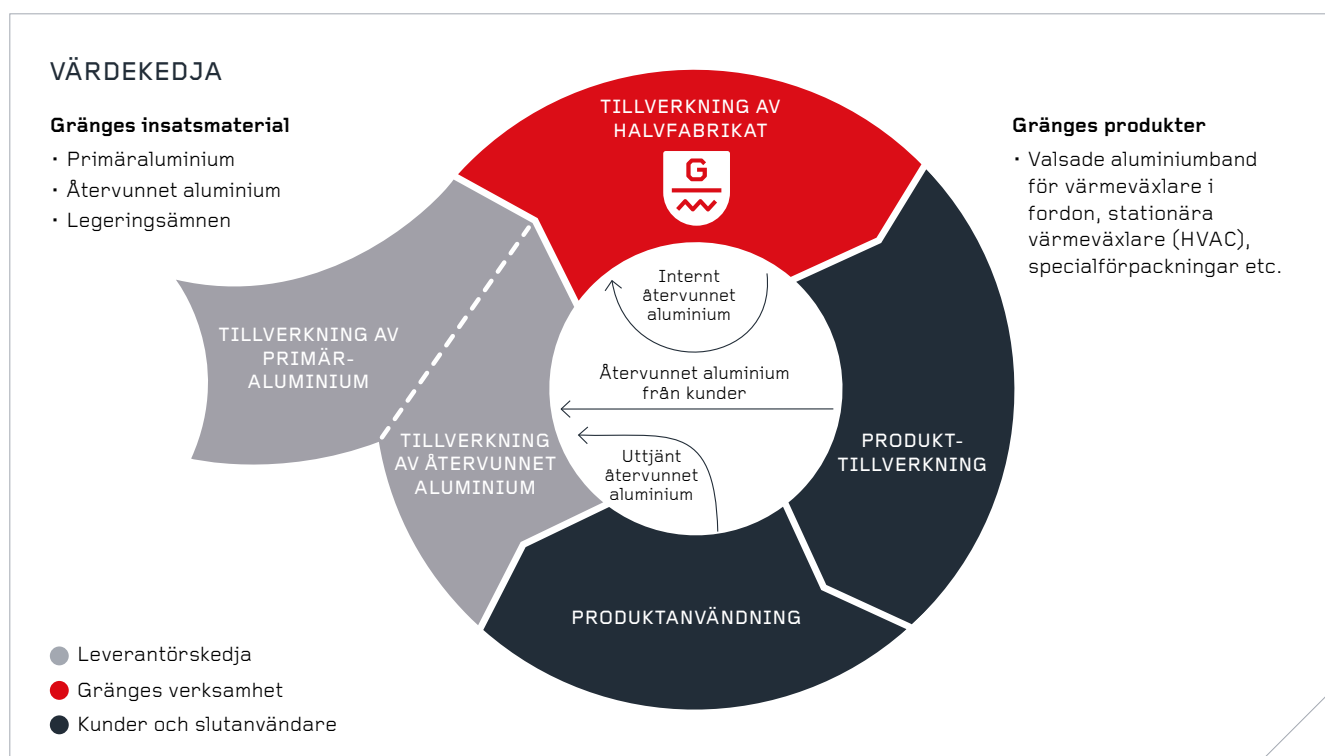 VÄRDEKEDJA
Gränges insatsmaterial
· Primäraluminium
· Återvunnet aluminium
· Legeringsämnen
TILLVERKNING AV
HALVFABRIKAT
G
Gränges produkter
· Valsade aluminiumband
för värmeväxlare i
fordon, stationära
värmeväxlare (HVAC),
specialförpackningar etc.
TILLVERKNING AV
PRIMÄR-
ALUMINIUM
Internt
återvunnet
aluminium
Återvunnet aluminium
från kunder
TILLVERKNING
AV ÅTERVUNNET
ALUMINIUM
Uttjänt
återvunnet
aluminium
PRODUKT-
TILLVERKNING
PRODUKTANVÄNDNING
Leverantörskedja
Gränges verksamhet
Kunder och slutanvändare